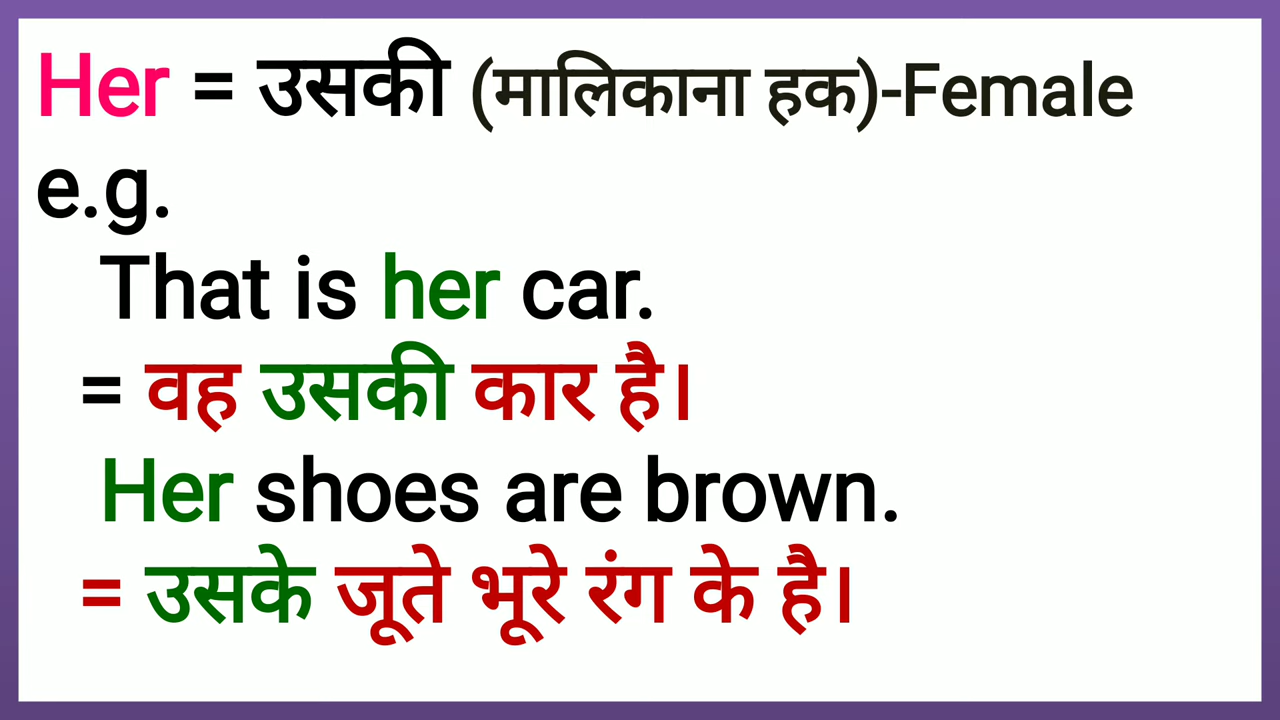 Her = उसकी (मालिकाना हक)-Female
e.g.
That is her car.
= वह उसकी कार है।
Her shoes are brown.
= उसके जूते भूरे रंग के है।